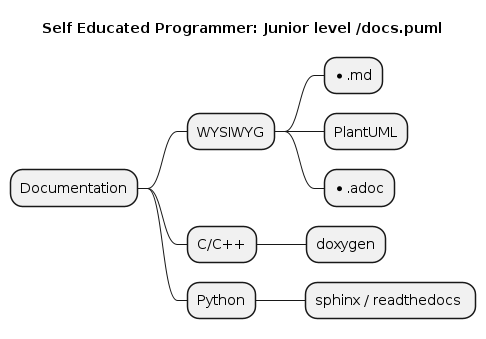 Self Educated Programmer: Junior level /docs.puml
• .md
WYSIWYG
PlantUML
• .adoc
Documentation
C/C++
doxygen
Python
sphinx / readthedocs